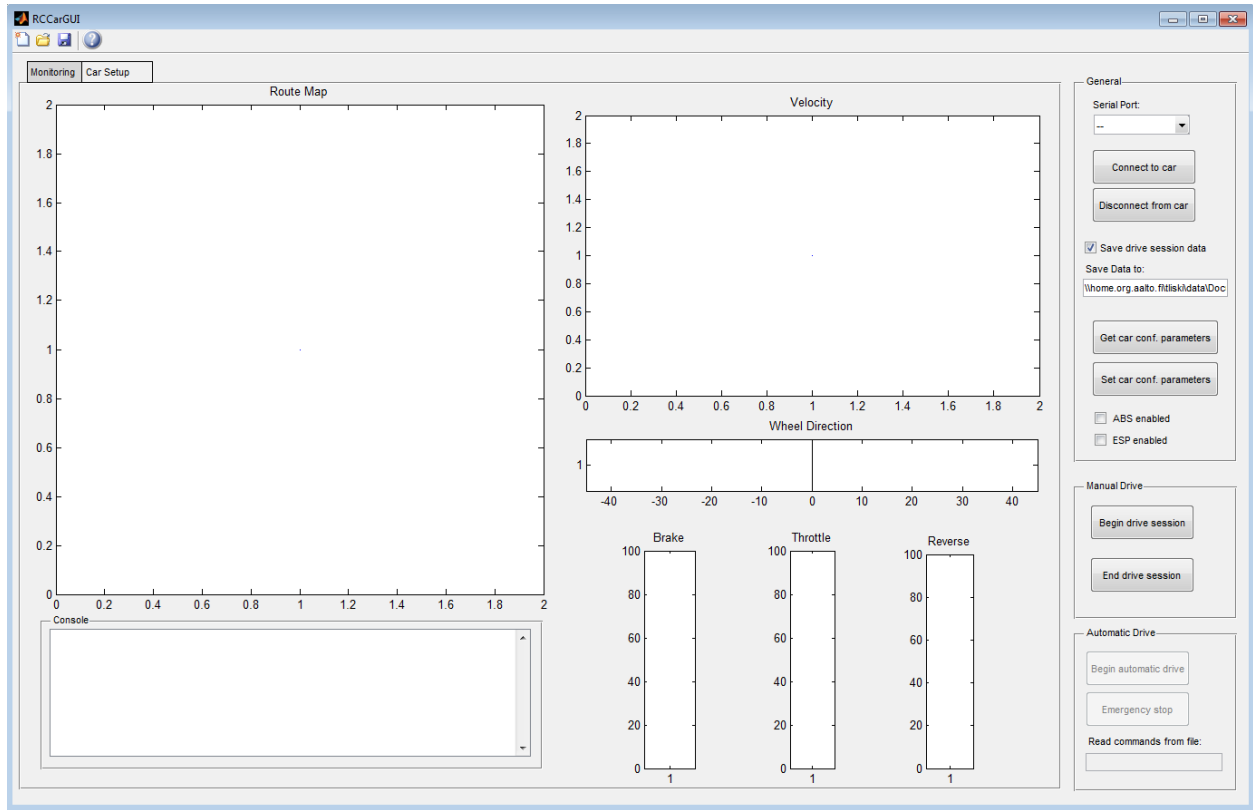 RCCarGUI
Monitoring
Car Setup
Route Map
2
1.8
1.6
1.4
1.2
1
0.8
0.6
0.4
0.2
0
0 0.2 0.4 0.6 0.8 1 1.2 1.4 1.6 1.8 2
Console
Velocity
2
1.8
1.6
1.4
1.2
1
0.8
0.6
0.4
0.2
0
0 0.2 0.4 0.6 0.8 1 1.2 1.4 1.6 1.8 2
Wheel Direction
1
-40 -30 -20 -10 0 10 20 30 40
Brake
100
80
60
40
20
0
1
Throttle
100
80
60
40
20
0
1
Reverse
100
80
60
40
20
0
1
General
Serial Port:
--
Connect to car
Disconnect from car
Save drive session data
Save Data to:
\\home.org.aalto.fi\tliski\data\Doc
Get car conf. parameters
Set car conf. parameters
ABS enabled
ESP enabled
Manual Drive
Begin drive session
End drive session
Automatic Drive
Begin automatic drive
Emergency stop
Read commands from file: